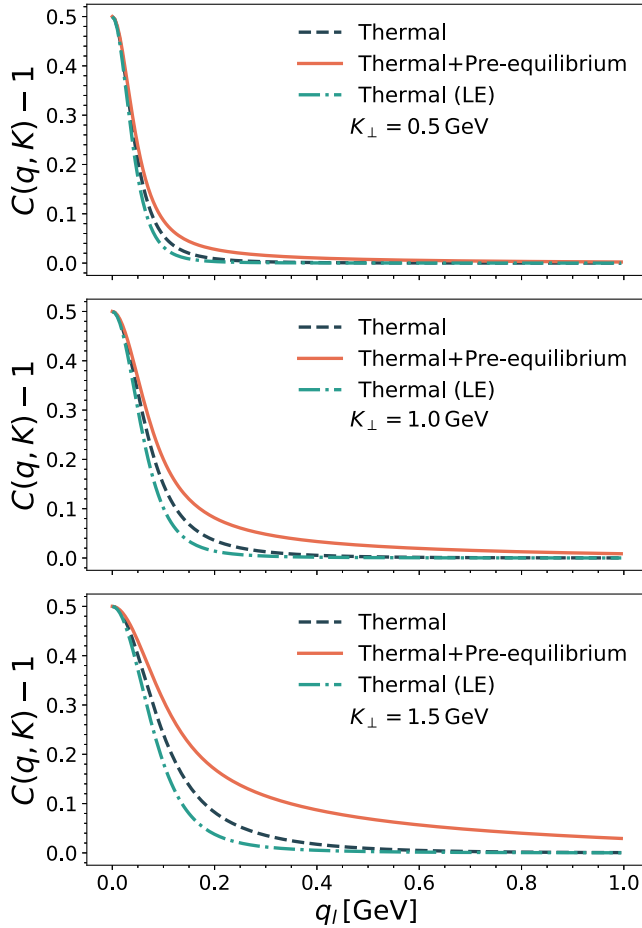 0.5
0.4
0.3
0.2
0.1
0.0
C(q, K) − 1
Thermal
Thermal+Pre-equilibrium
Thermal (LE)
K⊥ = 0.5 GeV
0.5
0.4
0.3
0.2
0.1
0.0
C(q, K) − 1
Thermal
Thermal+Pre-equilibrium
Thermal (LE)
K⊥ = 1.0 GeV
0.5
0.4
0.3
0.2
0.1
0.0
C(q, K) − 1
Thermal
Thermal+Pre-equilibrium
Thermal (LE)
K⊥ = 1.5 GeV
0.0 0.2 0.4 0.6 0.8 1.0
q_l [GeV]